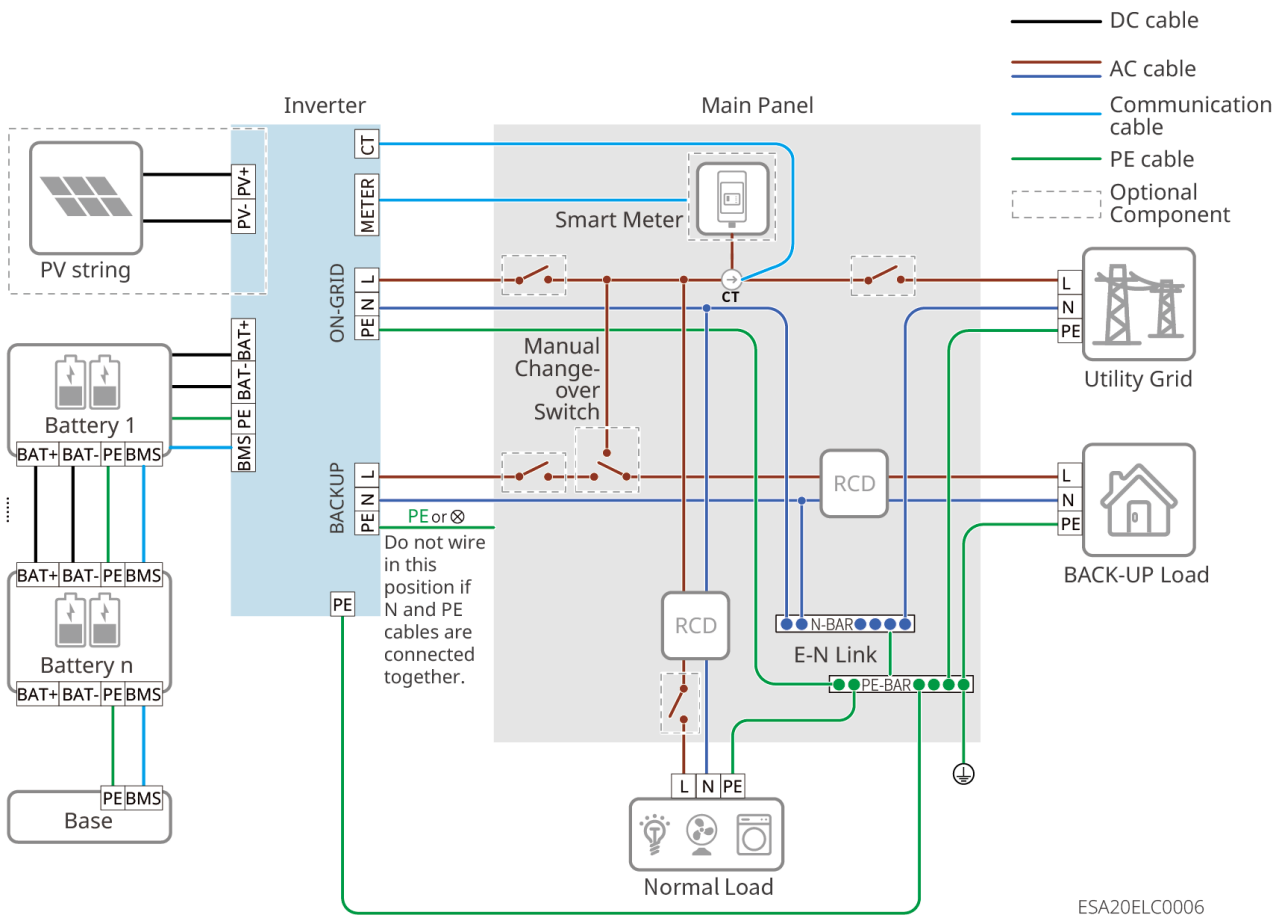 DC cable
AC cable
Communication
cable
PE cable
Optional
Component
Inverter
Main Panel
CT
METER
PV+
PV-
PV string
Smart Meter
ON-GRID
L
N
PE
CT
L
N
PE
Utility Grid
Manual
Change-
over
Switch
BAT+
BAT-
PE
BMS
Battery 1
BAT+
BAT-
PE
BMS
BACKUP
L
N
PE
PE or ⊗
Do not wire
in this
position if
N and PE
cables are
connected
together.
RCD
L
N
PE
BACK-UP Load
......
BAT+
BAT-
PE
BMS
Battery n
BAT+
BAT-
PE
BMS
PE
RCD
N-BAR
E-N Link
PE-BAR
PE
BMS
Base
L
N
PE
Normal Load
ESA20ELC0006